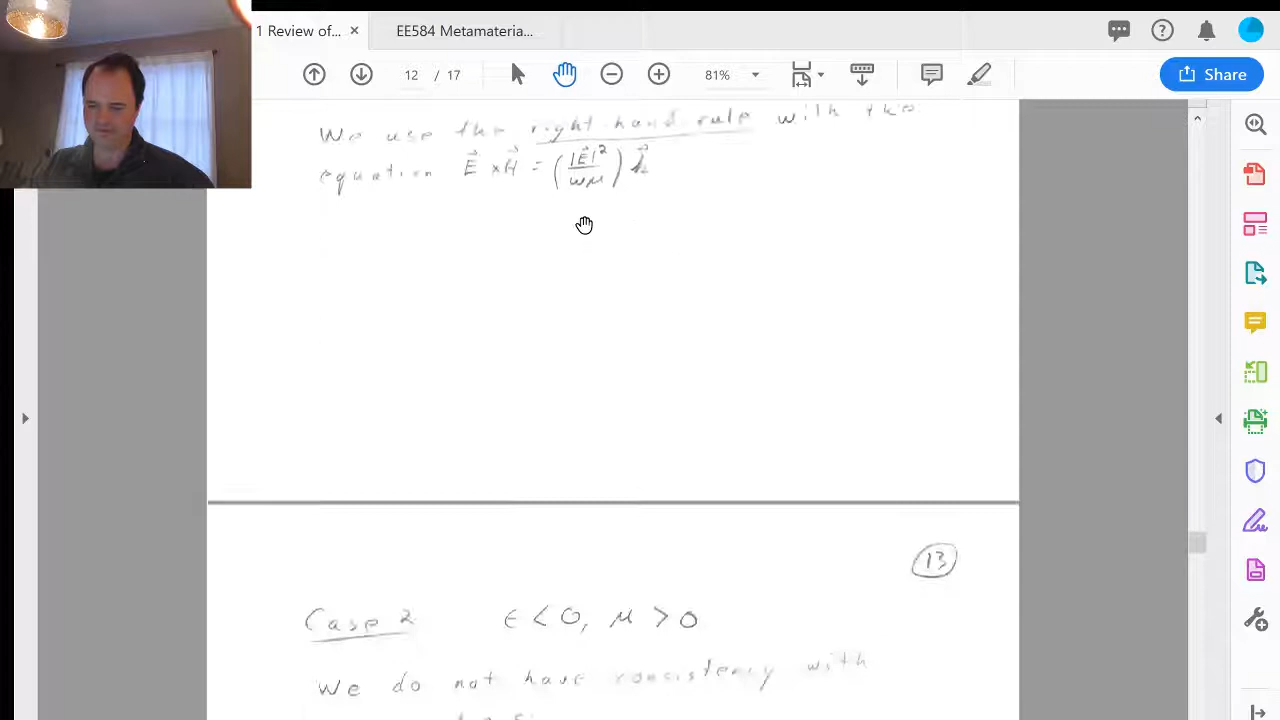 1 Review of...
EE584 Metamateria...
12 / 17
81%
Share
We use the right-hand rule with the
equation E⃗ × H⃗ = (|E⃗|² / ωμ) k⃗
13
Case 2 ϵ < 0, μ > 0
We do not have consistency with